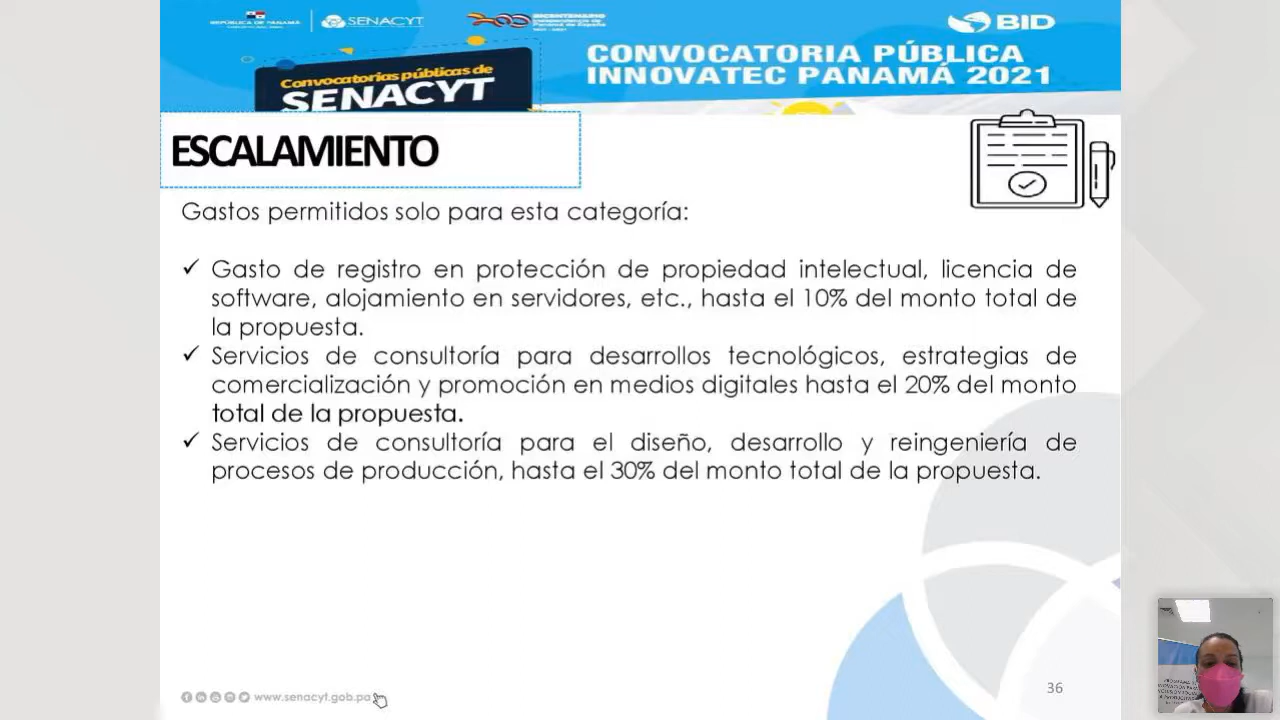 REPÚBLICA DE PANAMÁ
SENACYT
BICENTENARIO
BID
Convocatorias públicas de
SENACYT
CONVOCATORIA PÚBLICA
INNOVATEC PANAMÁ 2021
ESCALAMIENTO
Gastos permitidos solo para esta categoría:
✓ Gasto de registro en protección de propiedad intelectual, licencia de
software, alojamiento en servidores, etc., hasta el 10% del monto total de
la propuesta.
✓ Servicios de consultoría para desarrollos tecnológicos, estrategias de
comercialización y promoción en medios digitales hasta el 20% del monto
total de la propuesta.
✓ Servicios de consultoría para el diseño, desarrollo y reingeniería de
procesos de producción, hasta el 30% del monto total de la propuesta.
www.senacyt.gob.pa
36